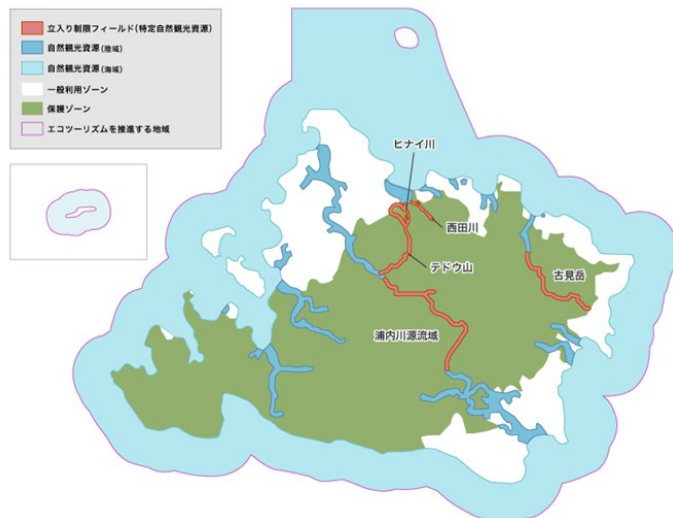 立入り制限フィールド(特定自然観光資源)
自然観光資源(陸域)
自然観光資源(海域)
一般利用ゾーン
保護ゾーン
エコツーリズムを推進する地域
ヒナイ川
西田川
テドウ山
古見岳
浦内川源流域